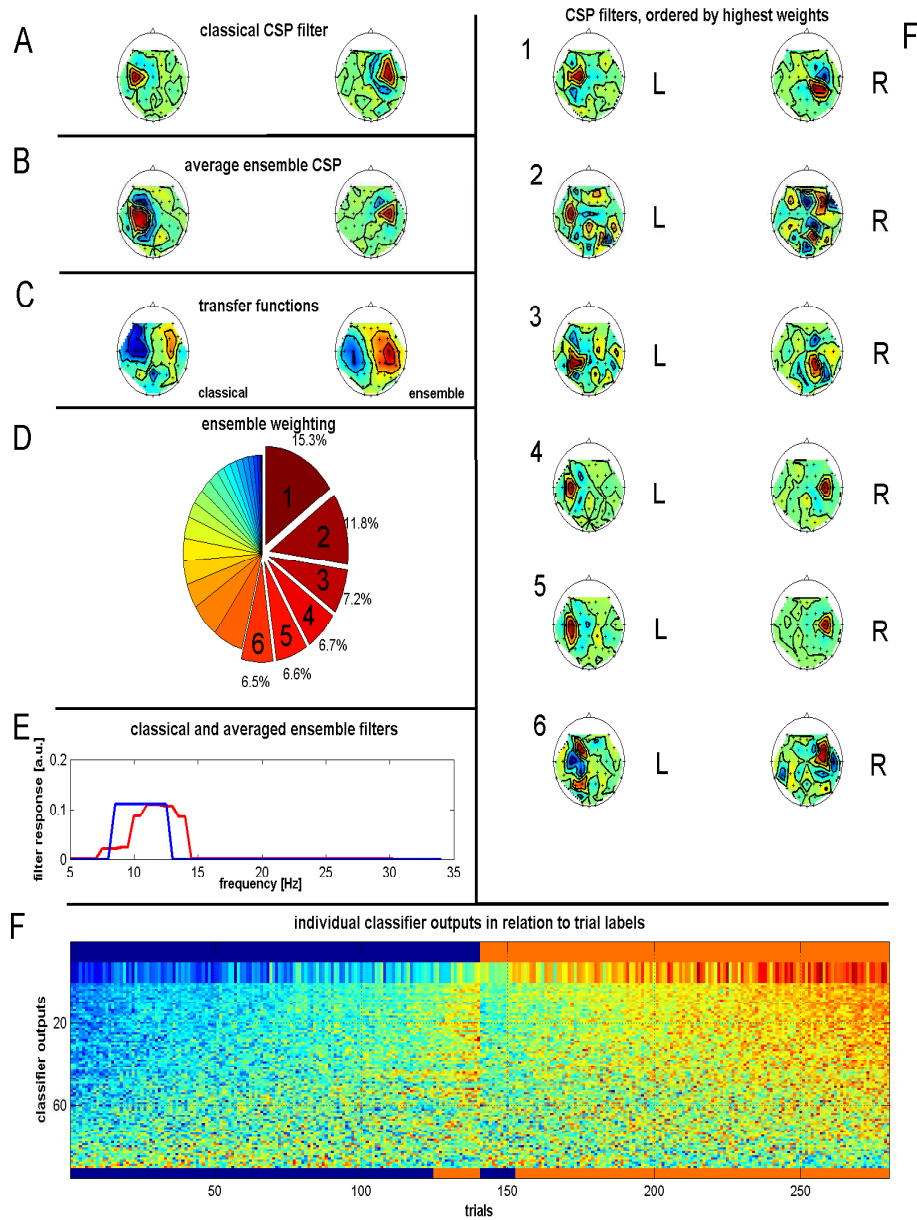 A
classical CSP filter
B
average ensemble CSP
C
transfer functions
classical
ensemble
D
ensemble weighting
15.3%
1
11.8%
2
3
7.2%
4
6.7%
5
6.6%
6
6.5%
E
classical and averaged ensemble filters
filter response [a.u.]
0.2
0.1
0
5
10
15
20
25
30
35
frequency [Hz]
CSP filters, ordered by highest weights
F
1
L
R
2
L
R
3
L
R
4
L
R
5
L
R
6
L
R
F
individual classifier outputs in relation to trial labels
classifier outputs
20
60
50
100
150
200
250
trials